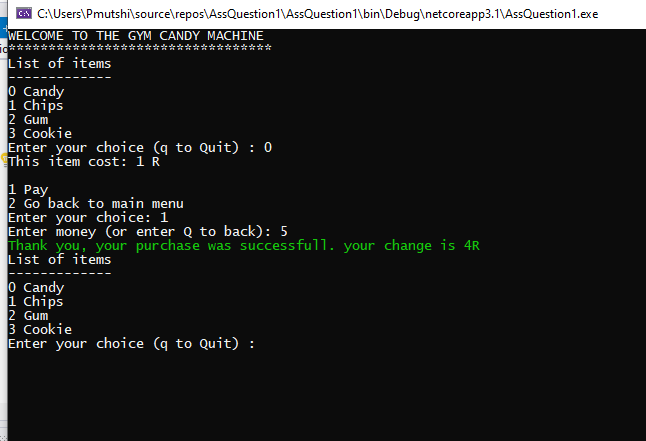 C:\Users\Pmutshi\source\repos\AssQuestion1\AssQuestion1\bin\Debug\netcoreapp3.1\AssQuestion1.exe
WELCOME TO THE GYM CANDY MACHINE
*********************************
List of items
-------------
0 Candy
1 Chips
2 Gum
3 Cookie
Enter your choice (q to Quit) : 0
This item cost: 1 R
1 Pay
2 Go back to main menu
Enter your choice: 1
Enter money (or enter Q to back): 5
Thank you, your purchase was successfull. your change is 4R
List of items
-------------
0 Candy
1 Chips
2 Gum
3 Cookie
Enter your choice (q to Quit) :